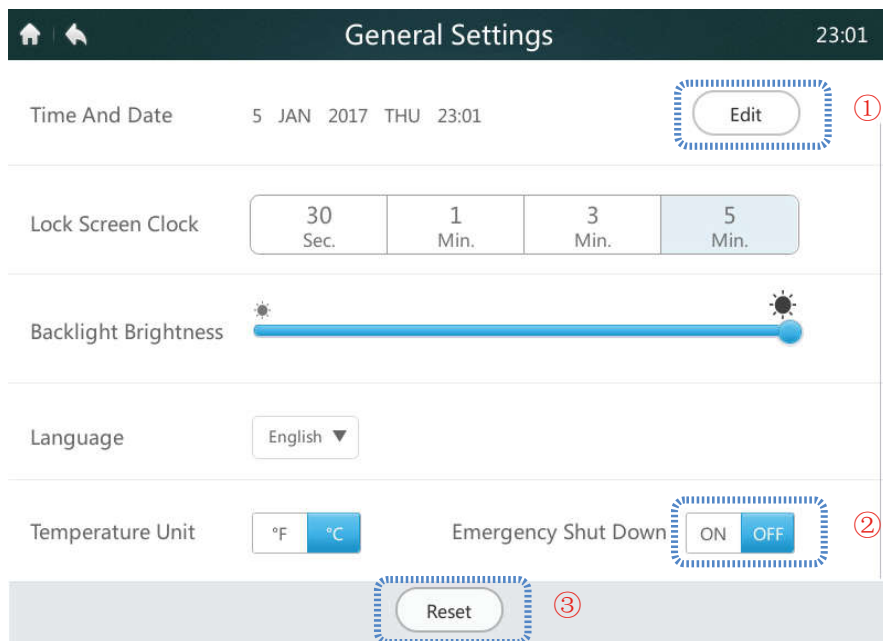 General Settings 23:01
Time And Date 5 JAN 2017 THU 23:01 Edit ①
Lock Screen Clock
30 Sec.
1 Min.
3 Min.
5 Min.
Backlight Brightness
Language English ▼
Temperature Unit °F °C Emergency Shut Down ON OFF ②
Reset ③